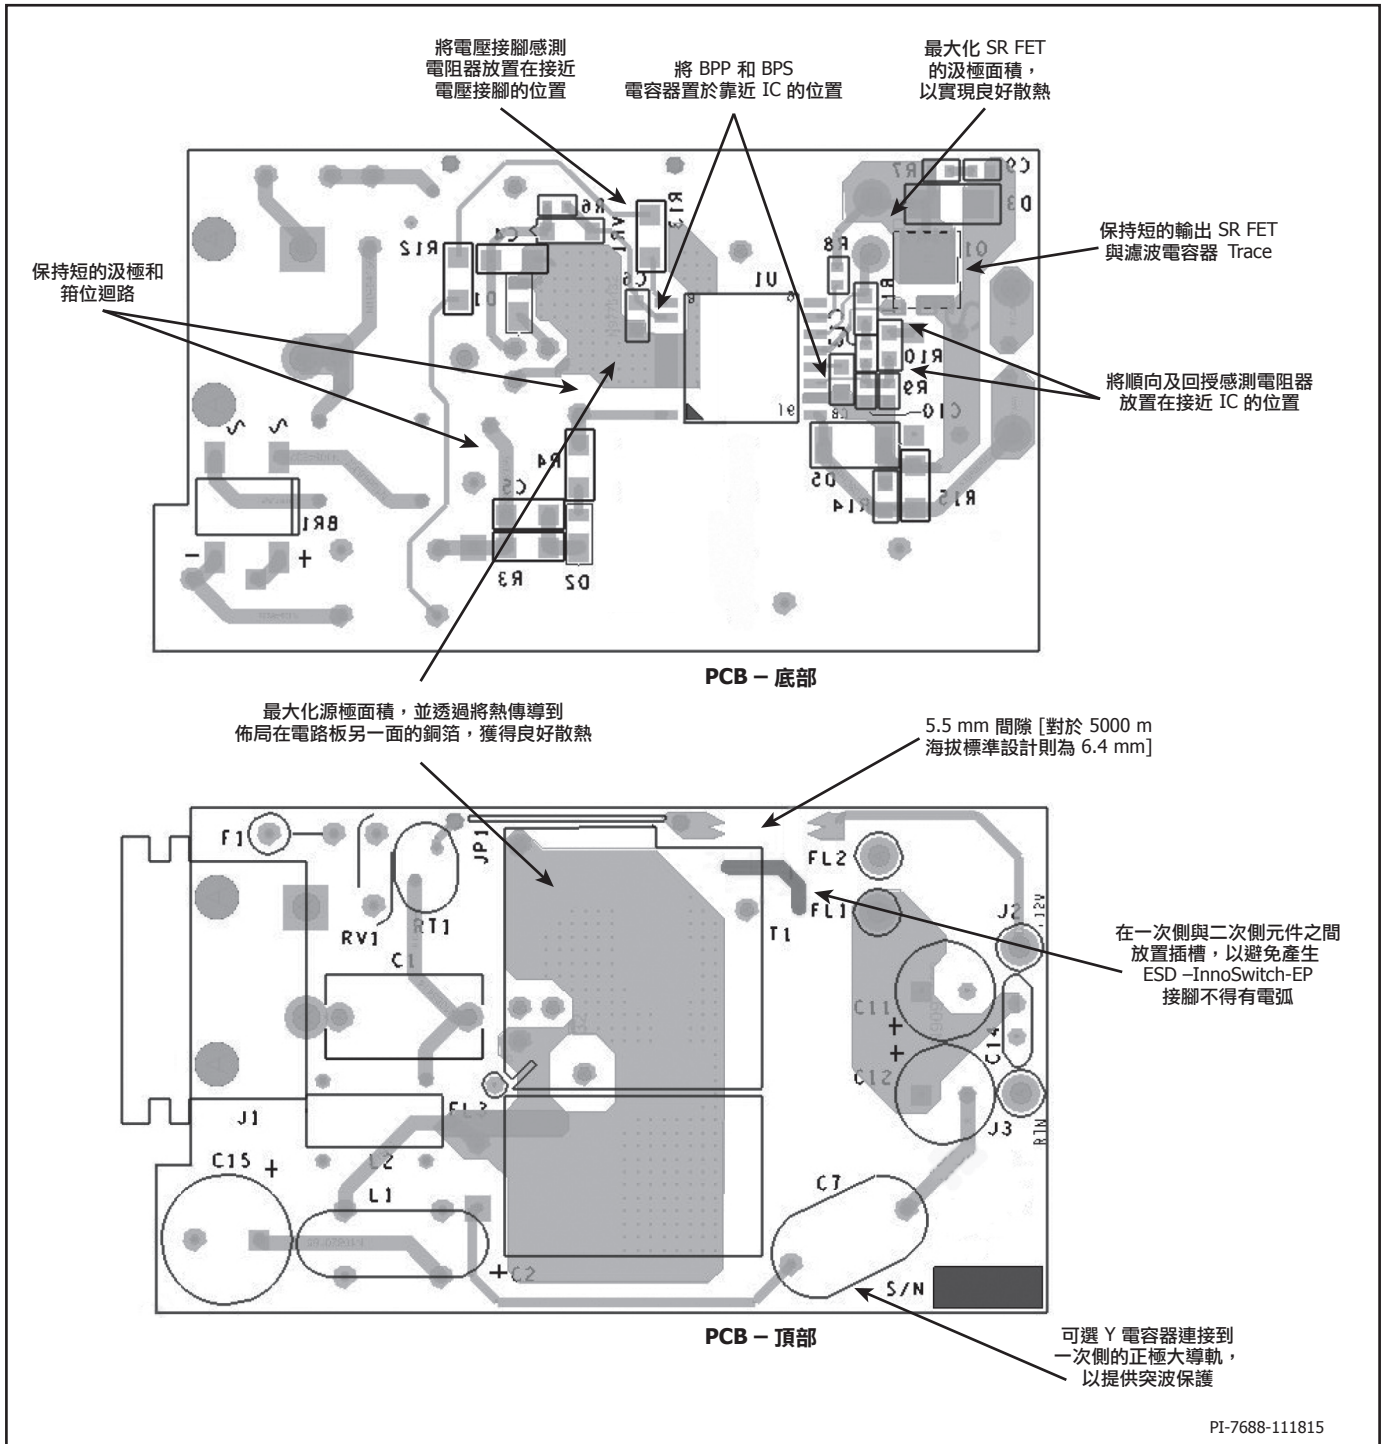 將電壓接腳感測
電阻器放置在接近
電壓接腳的位置
將 BPP 和 BPS
電容器置於靠近 IC 的位置
最大化 SR FET
的汲極面積，
以實現良好散熱
保持短的輸出 SR FET
與濾波電容器 Trace
保持短的汲極和
箝位迴路
將順向及回授感測電阻器
放置在接近 IC 的位置
R12
C4
R6
VR1
R13
C6
D1
U1
R7
C9
D3
Q1
R8
R10
R9
C10
C8
D5
R14
R15
16
R4
R3
D2
BR1
-
+
PCB – 底部
最大化源極面積，並透過將熱傳導到
佈局在電路板另一面的銅箔，獲得良好散熱
5.5 mm 間隙 [對於 5000 m
海拔標準設計則為 6.4 mm]
F1
RV1
RT1
JP1
C1
T1
FL2
FL1
J2
12V
在一次側與二次側元件之間
放置插槽，以避免產生
ESD –InnoSwitch-EP
接腳不得有電弧
C11
+
C12
+
C14
J3
RTN
J1
FL3
L2
C15
+
L1
+C2
C7
S/N
PCB – 頂部
可選 Y 電容器連接到
一次側的正極大導軌，
以提供突波保護
PI-7688-111815